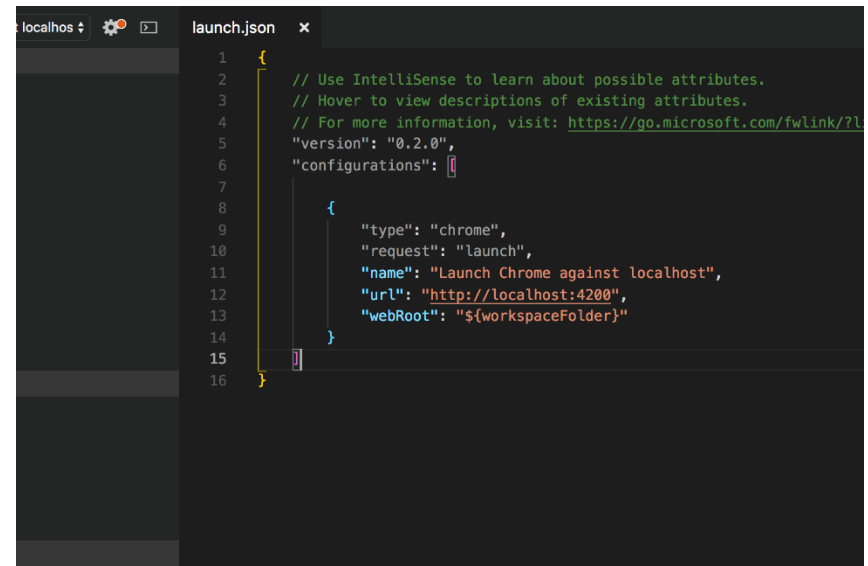 t localhos
launch.json ×
1 {
2 // Use IntelliSense to learn about possible attributes.
3 // Hover to view descriptions of existing attributes.
4 // For more information, visit: https://go.microsoft.com/fwlink/?li
5 "version": "0.2.0",
6 "configurations": [
7
8 {
9 "type": "chrome",
10 "request": "launch",
11 "name": "Launch Chrome against localhost",
12 "url": "http://localhost:4200",
13 "webRoot": "${workspaceFolder}"
14 }
15 ]
16 }